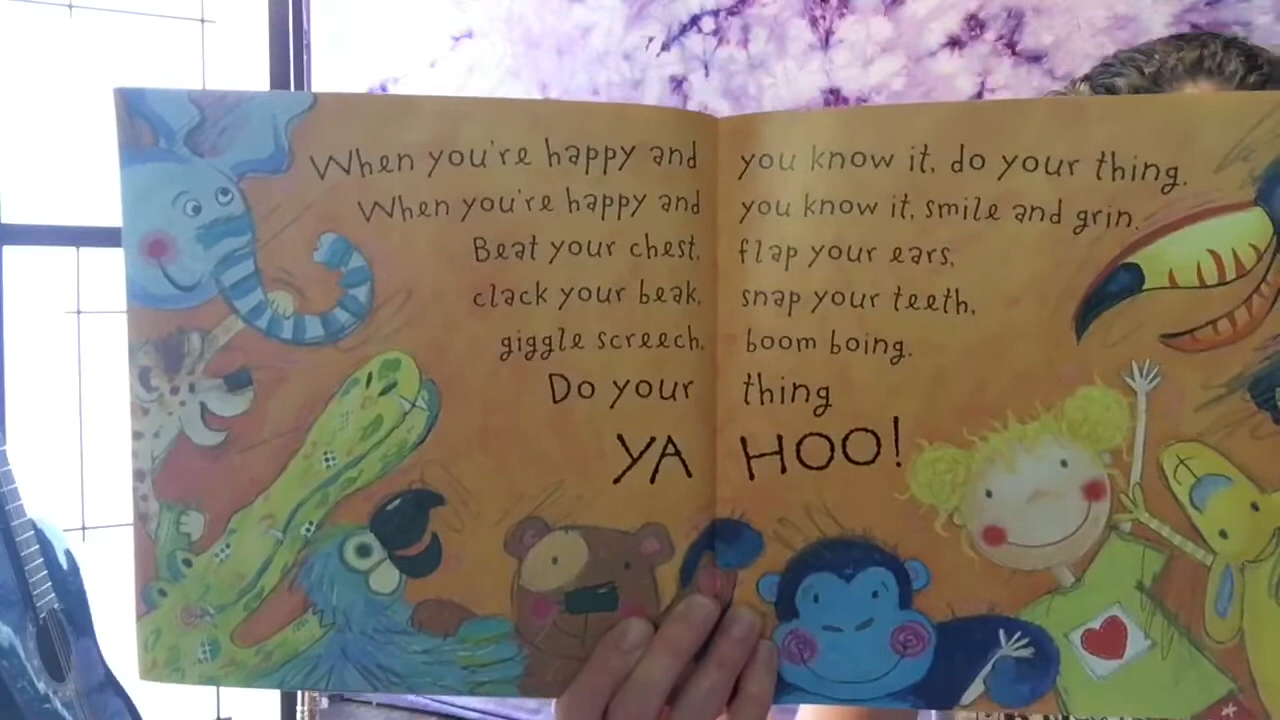 When you're happy and you know it, do your thing.
When you're happy and you know it, smile and grin.
Beat your chest, flap your ears,
clack your beak, snap your teeth,
giggle screech, boom boing.
Do your thing
YA HOO!